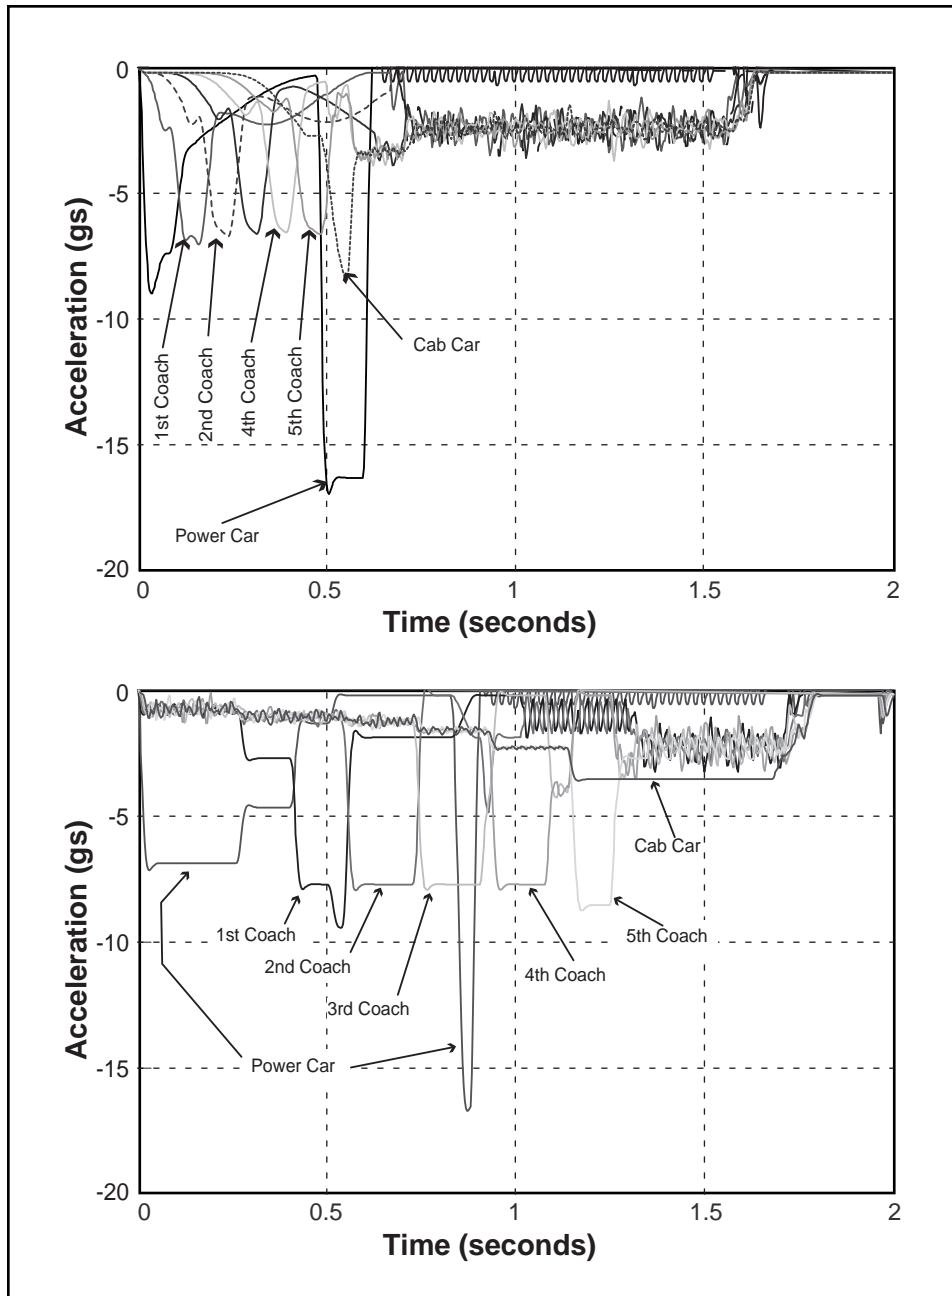 0
-5
-10
-15
-20
Acceleration (gs)
1st Coach
2nd Coach
4th Coach
5th Coach
Cab Car
Power Car
0
0.5
1
1.5
2
Time (seconds)
0
-5
-10
-15
-20
Acceleration (gs)
Cab Car
1st Coach
5th Coach
2nd Coach
4th Coach
3rd Coach
Power Car
0
0.5
1
1.5
2
Time (seconds)